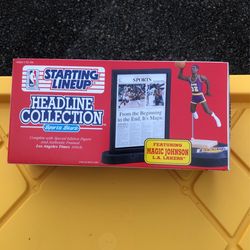 STARTING
LINEUP
HEADLINE
COLLECTION
Sports Stars
Complete with Special Edition Figure
and Authentic Framed
Los Angeles Times Article
SPORTS
From the Beginning
to the End, It's Magic
FEATURING
MAGIC JOHNSON
L.A. LAKERS
32